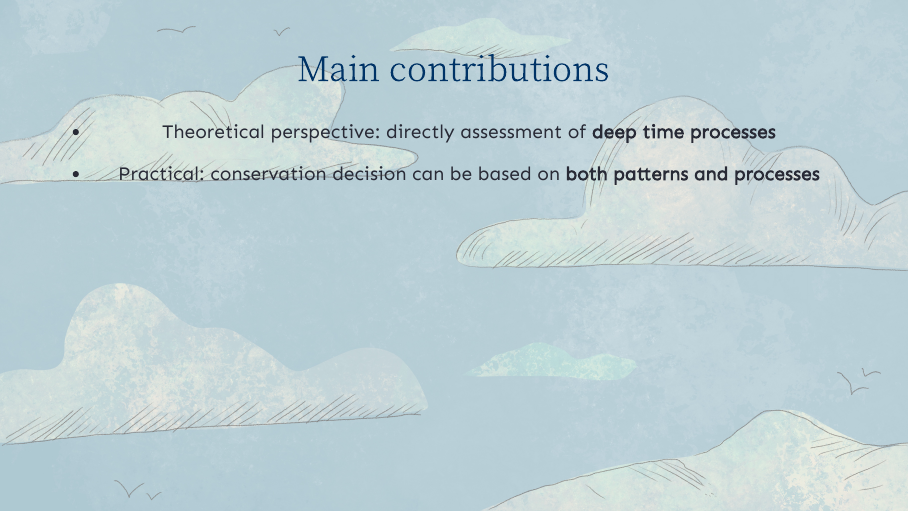 Main contributions
• Theoretical perspective: directly assessment of deep time processes
• Practical: conservation decision can be based on both patterns and processes